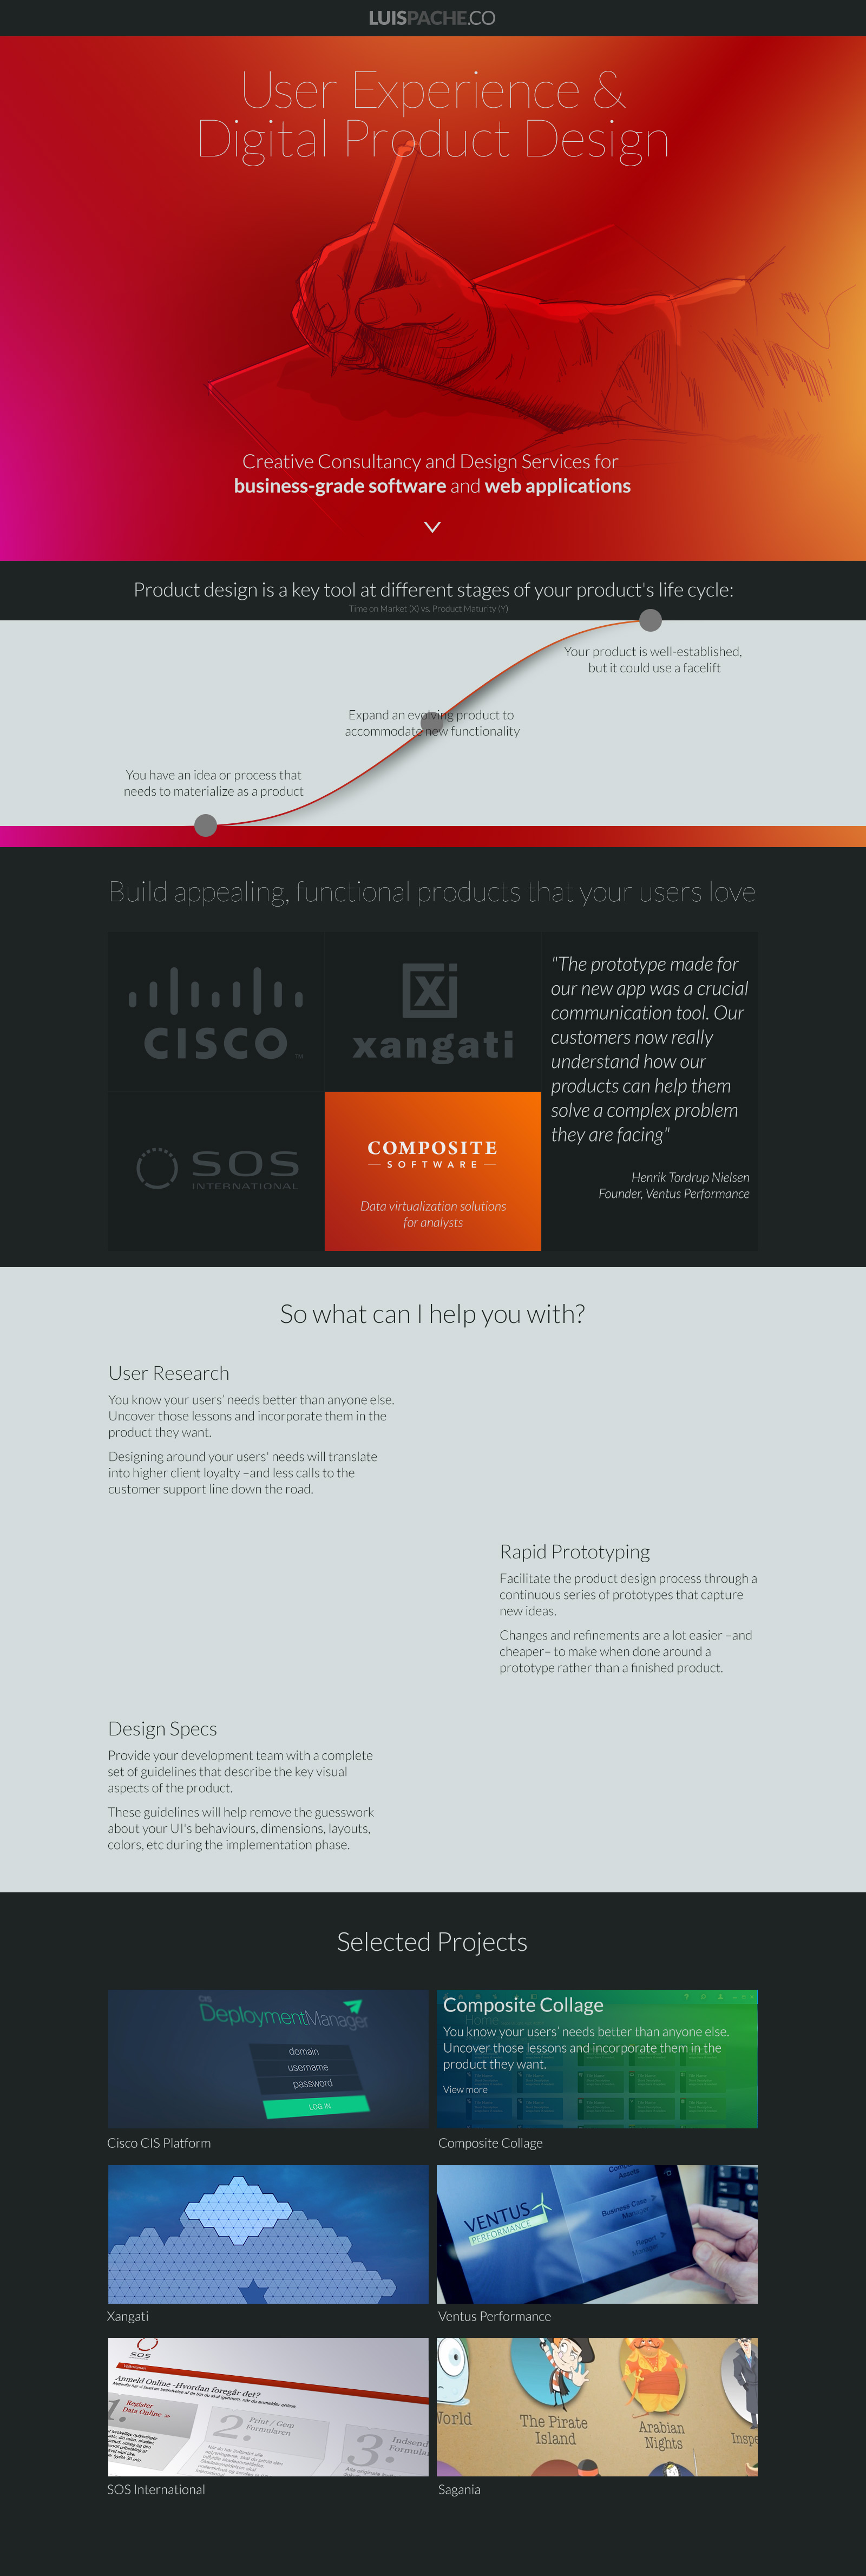 LUISPACHE.CO
User Experience &
Digital Product Design
Creative Consultancy and Design Services for
business-grade software and web applications
Product design is a key tool at different stages of your product's life cycle:
Time on Market (X) vs. Product Maturity (Y)
Your product is well-established,
but it could use a facelift
Expand an evolving product to
accommodate new functionality
You have an idea or process that
needs to materialize as a product
Build appealing, functional products that your users love
CISCO
TM
xangati
SOS
INTERNATIONAL
COMPOSITE
SOFTWARE
Data virtualization solutions
for analysts
"The prototype made for
our new app was a crucial
communication tool. Our
customers now really
understand how our
products can help them
solve a complex problem
they are facing"
Henrik Tordrup Nielsen
Founder, Ventus Performance
So what can I help you with?
User Research
You know your users' needs better than anyone else.
Uncover those lessons and incorporate them in the
product they want.
Designing around your users' needs will translate
into higher client loyalty –and less calls to the
customer support line down the road.
Rapid Prototyping
Facilitate the product design process through a
continuous series of prototypes that capture
new ideas.
Changes and refinements are a lot easier –and
cheaper– to make when done around a
prototype rather than a finished product.
Design Specs
Provide your development team with a complete
set of guidelines that describe the key visual
aspects of the product.
These guidelines will help remove the guesswork
about your UI's behaviours, dimensions, layouts,
colors, etc during the implementation phase.
Selected Projects
CIS
DeploymentManager
domain
username
password
LOG IN
Cisco CIS Platform
Composite Collage
Home
You know your users' needs better than anyone else.
Uncover those lessons and incorporate them in the
product they want.
View more
Composite Collage
Xangati
VENTUS
PERFORMANCE
Assets
Business Case
Report
Ventus Performance
SOS
Anmeld Online -Hvordan foregår det?
1.
Register
Data Online >
2.
Print / Gem
Formularen
3.
Indsend
SOS International
World
The Pirate
Island
Arabian
Nights
Sagania